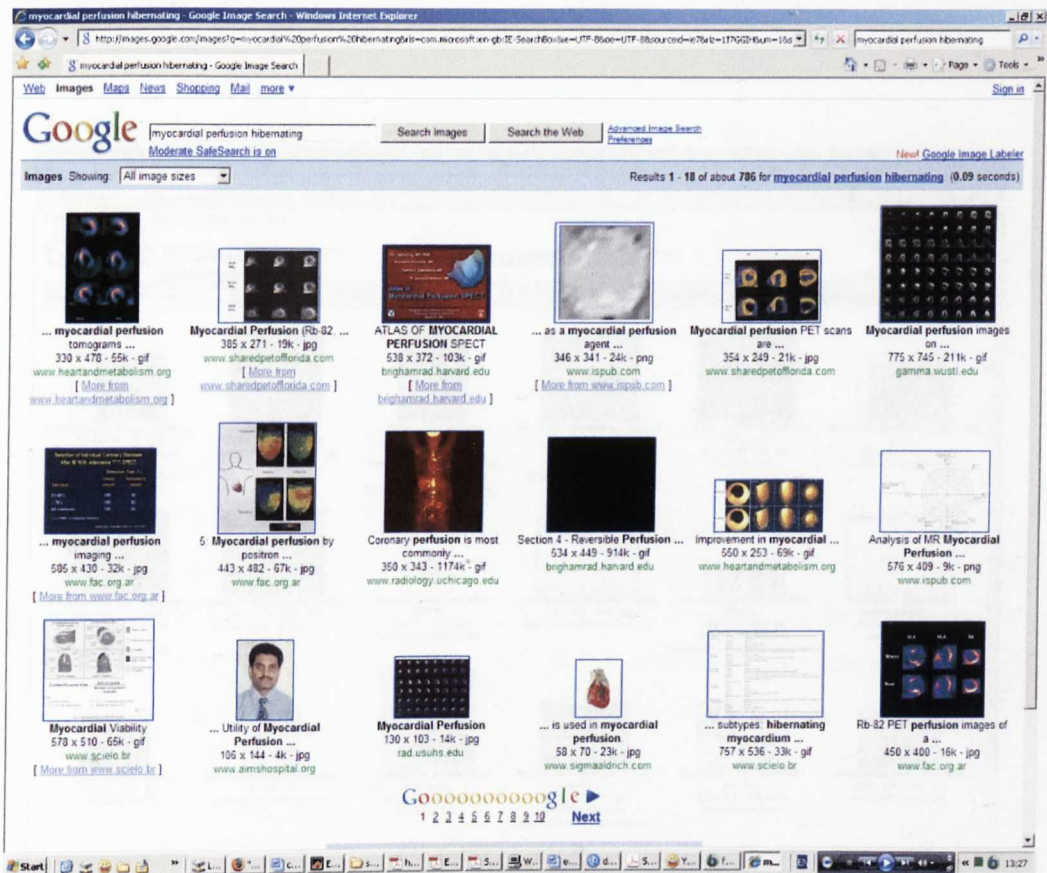 myocardial perfusion hibernating - Google Image Search - Windows Internet Explorer
myocardial perfusion hibernating
myocardial perfusion hibernating - Google Image Search
Page Tools
Web Images Maps News Shopping Mail more
Sign in
Google myocardial perfusion hibernating Search Images Search the Web Advanced Image Search
Preferences
Moderate SafeSearch is on
New! Google Image Labeler
Images Showing: All image sizes Results 1 - 18 of about 786 for myocardial perfusion hibernating. (0.09 seconds)
... myocardial perfusion
tomograms ...
330 x 478 - 55k - gif
www.heartandmetabolism.org
[ More from
www.heartandmetabolism.org ]
Myocardial Perfusion (Rb-82, ...
385 x 271 - 19k - jpg
www.sharedpetofflorida.com
[ More from
www.sharedpetofflorida.com ]
ATLAS OF MYOCARDIAL
PERFUSION SPECT
538 x 372 - 103k - gif
brighamrad.harvard.edu
[ More from
brighamrad.harvard.edu ]
... as a myocardial perfusion
agent ...
346 x 341 - 24k - png
www.ispub.com
[ More from www.ispub.com ]
Myocardial perfusion PET scans
are ...
354 x 249 - 21k - jpg
www.sharedpetofflorida.com
Myocardial perfusion images
on ...
775 x 745 - 211k - gif
gamma.wustl.edu
... myocardial perfusion
imaging ...
585 x 430 - 32k - jpg
www.fac.org.ar
[ More from www.fac.org.ar ]
5: Myocardial perfusion by
positron ...
443 x 482 - 67k - jpg
www.fac.org.ar
Coronary perfusion is most
commonly ...
350 x 343 - 1174k - gif
www.radiology.uchicago.edu
Section 4 - Reversible Perfusion ...
534 x 449 - 914k - gif
brighamrad.harvard.edu
Improvement in myocardial ...
550 x 253 - 69k - gif
www.heartandmetabolism.org
Analysis of MR Myocardial
Perfusion ...
576 x 409 - 9k - png
www.ispub.com
Myocardial Viability
578 x 510 - 65k - gif
www.scielo.br
[ More from www.scielo.br ]
... Utility of Myocardial
Perfusion ...
106 x 144 - 4k - jpg
www.aimshospital.org
Myocardial Perfusion
130 x 103 - 14k - jpg
rad.usuhs.edu
... is used in myocardial
perfusion.
58 x 70 - 23k - jpg
www.sigmaaldrich.com
... subtypes: hibernating
myocardium ...
757 x 536 - 33k - gif
www.scielo.br
Rb-82 PET perfusion images of
a ...
450 x 400 - 16k - jpg
www.fac.org.ar
Goooooooooogle
1 2 3 4 5 6 7 8 9 10 Next
Start 13:27